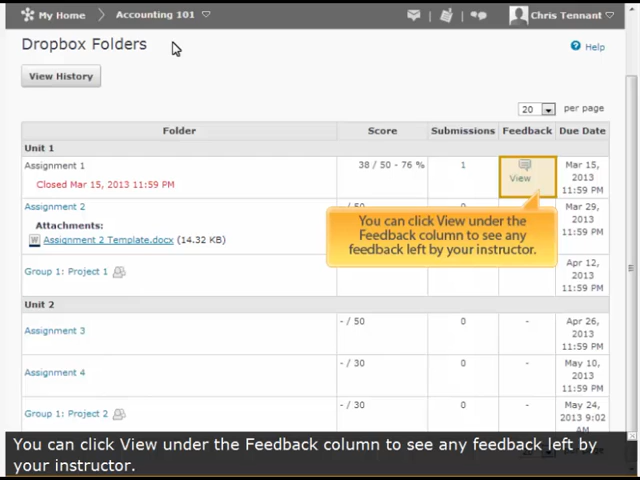 My Home Accounting 101 Chris Tennant
Dropbox Folders
Help
View History
20 per page
Folder Score Submissions Feedback Due Date
Unit 1
Assignment 1 38 / 50 - 76 % 1 View Mar 15, 2013 11:59 PM
Closed Mar 15, 2013 11:59 PM
Assignment 2 Mar 29, 2013 11:59 PM
Attachments:
Assignment 2 Template.docx (14.32 KB)
You can click View under the
Feedback column to see any
feedback left by your instructor.
Group 1: Project 1 Apr 12, 2013 11:59 PM
Unit 2
Assignment 3 - / 50 0 - Apr 26, 2013 11:59 PM
Assignment 4 - / 30 0 - May 10, 2013 11:59 PM
Group 1: Project 2 - / 30 0 - May 24, 2013 9:02 AM
You can click View under the Feedback column to see any feedback left by
your instructor.